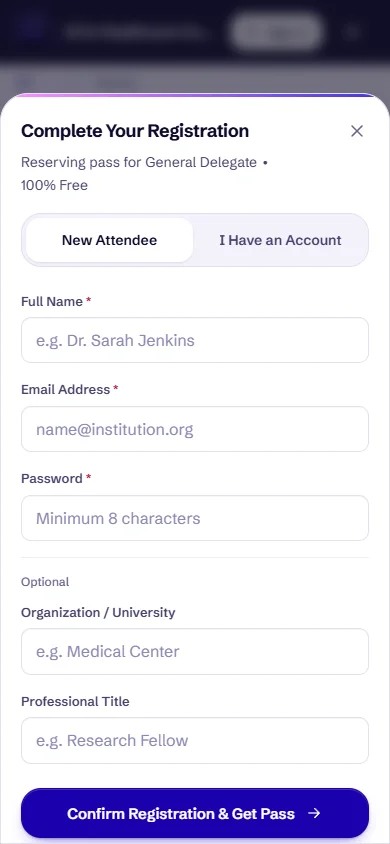 Complete Your Registration
Reserving pass for General Delegate •
100% Free
New Attendee
I Have an Account
Full Name *
e.g. Dr. Sarah Jenkins
Email Address *
name@institution.org
Password *
Minimum 8 characters
Optional
Organization / University
e.g. Medical Center
Professional Title
e.g. Research Fellow
Confirm Registration & Get Pass →